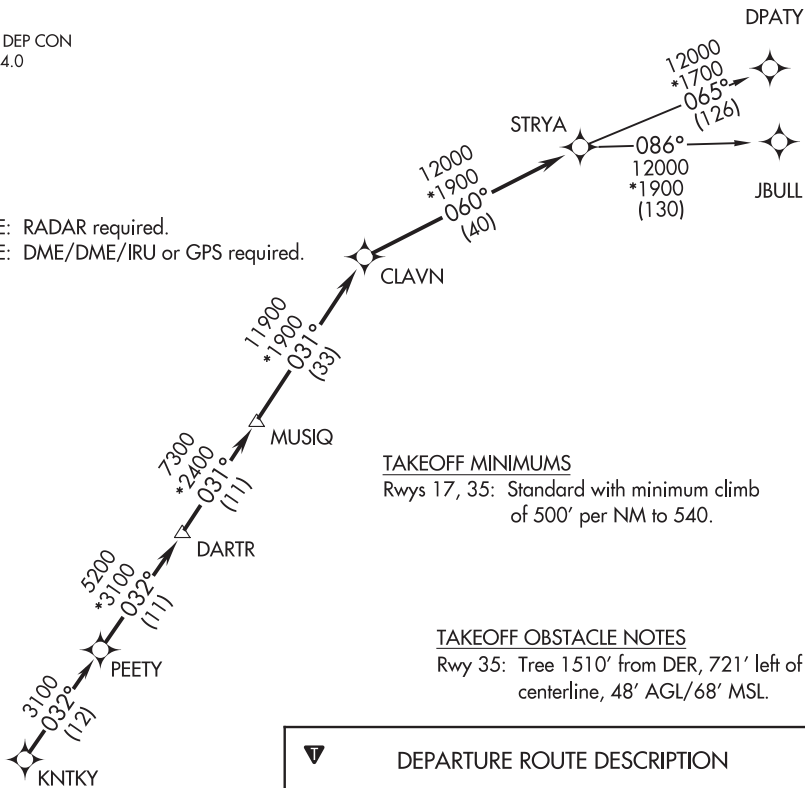 DPATY
DEP CON
4.0
12000
*1700
065°
(126)
STRYA
086°
12000
*1900
(130)
JBULL
12000
*1900
060°
(40)
E: RADAR required.
E: DME/DME/IRU or GPS required.
CLAVN
11900
*1900
031°
(33)
MUSIQ
7300
*2400
031°
(11)
TAKEOFF MINIMUMS
Rwys 17, 35: Standard with minimum climb
of 500' per NM to 540.
DARTR
5200
*3100
032°
(11)
TAKEOFF OBSTACLE NOTES
Rwy 35: Tree 1510' from DER, 721' left of
centerline, 48' AGL/68' MSL.
PEETY
3100
032°
(12)
KNTKY
T DEPARTURE ROUTE DESCRIPTION